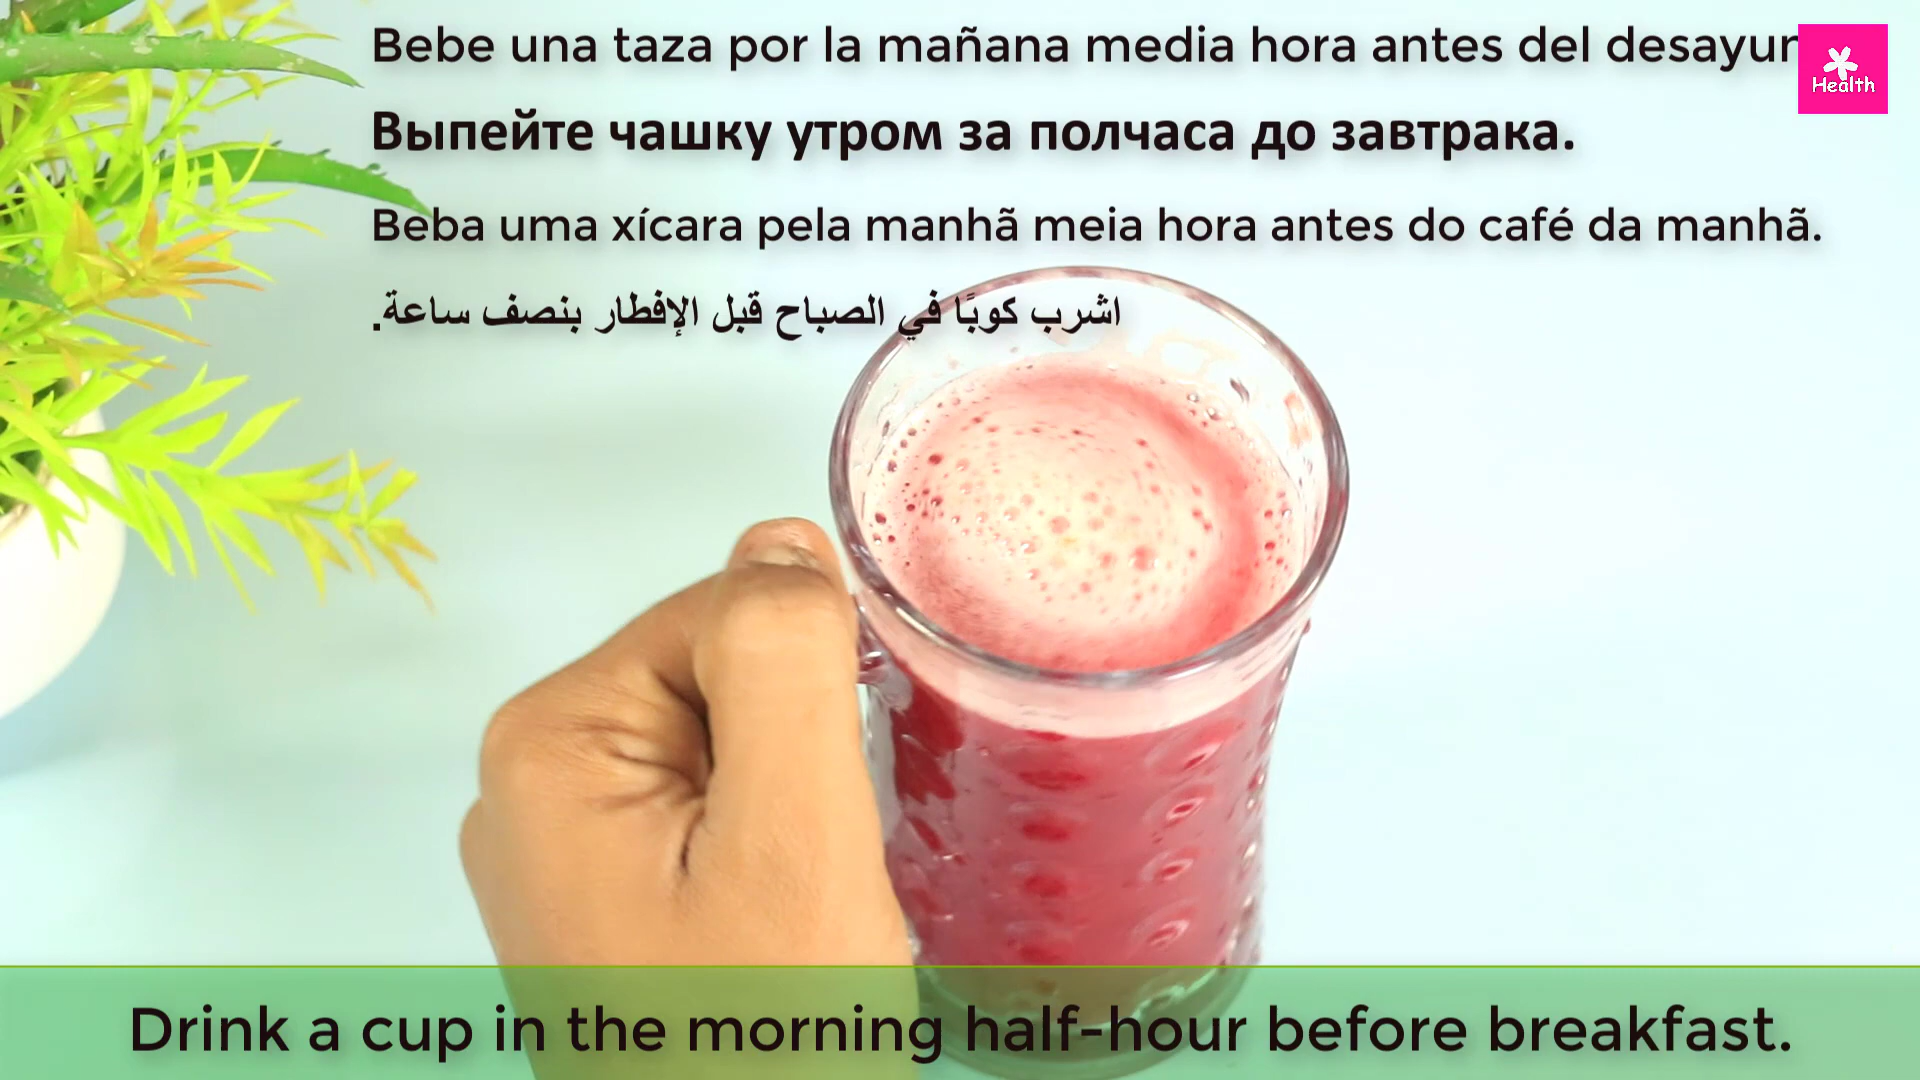 Bebe una taza por la mañana media hora antes del
Health
Выпейте чашку утром за полчаса до завтрака.
Beba uma xícara pela manhã meia hora antes do café da manhã.
اشرب كوبًا في الصباح قبل الإفطار بنصف ساعة.
Drink a cup in the morning half-hour before breakfast.